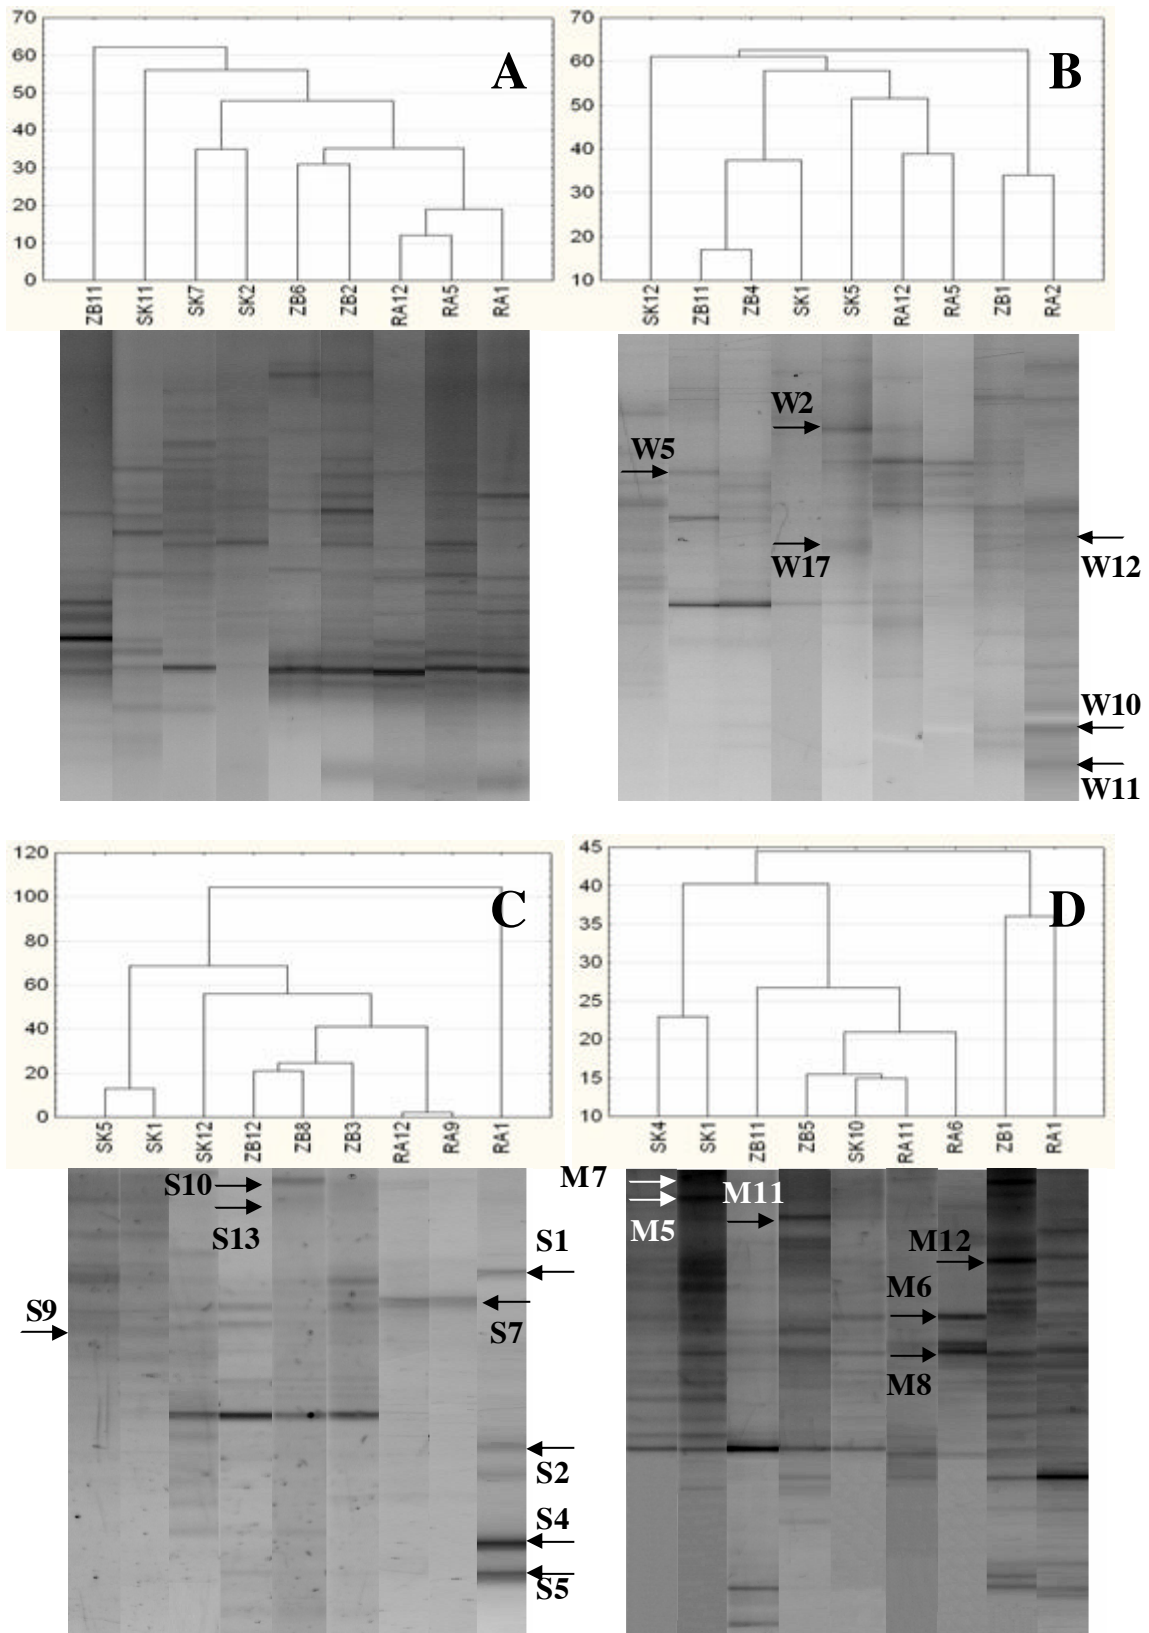 70
60
50
40
30
20
10
0
A
ZB11 SK11 SK7 SK2 ZB6 ZB2 RA12 RA5 RA1
70
60
50
40
30
20
10
B
SK12 ZB11 ZB4 SK1 SK5 RA12 RA5 ZB1 RA2
W2
W5
W17
W12
W10
W11
120
100
80
60
40
20
0
C
SK5 SK1 SK12 ZB12 ZB8 ZB3 RA12 RA9 RA1
S10
S13
S1
S9
S7
S2
S4
S5
45
40
35
30
25
20
15
10
D
SK4 SK1 ZB11 ZB5 SK10 RA11 RA6 ZB1 RA1
M7
M11
M5
M12
M6
M8